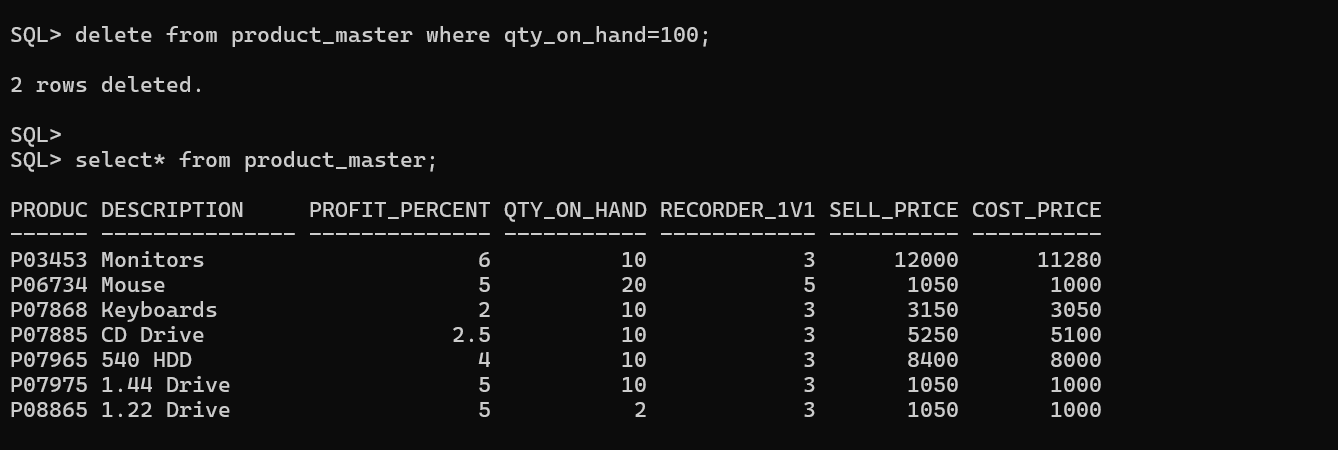 SQL> delete from product_master where qty_on_hand=100;
2 rows deleted.
SQL>
SQL> select* from product_master;
PRODUC DESCRIPTION     PROFIT_PERCENT QTY_ON_HAND RECORDER_1V1 SELL_PRICE COST_PRICE
------ --------------- -------------- ----------- ------------ ---------- ----------
P03453 Monitors                     6          10            3      12000      11280
P06734 Mouse                        5          20            5       1050       1000
P07868 Keyboards                    2          10            3       3150       3050
P07885 CD Drive                   2.5          10            3       5250       5100
P07965 540 HDD                      4          10            3       8400       8000
P07975 1.44 Drive                   5          10            3       1050       1000
P08865 1.22 Drive                   5           2            3       1050       1000